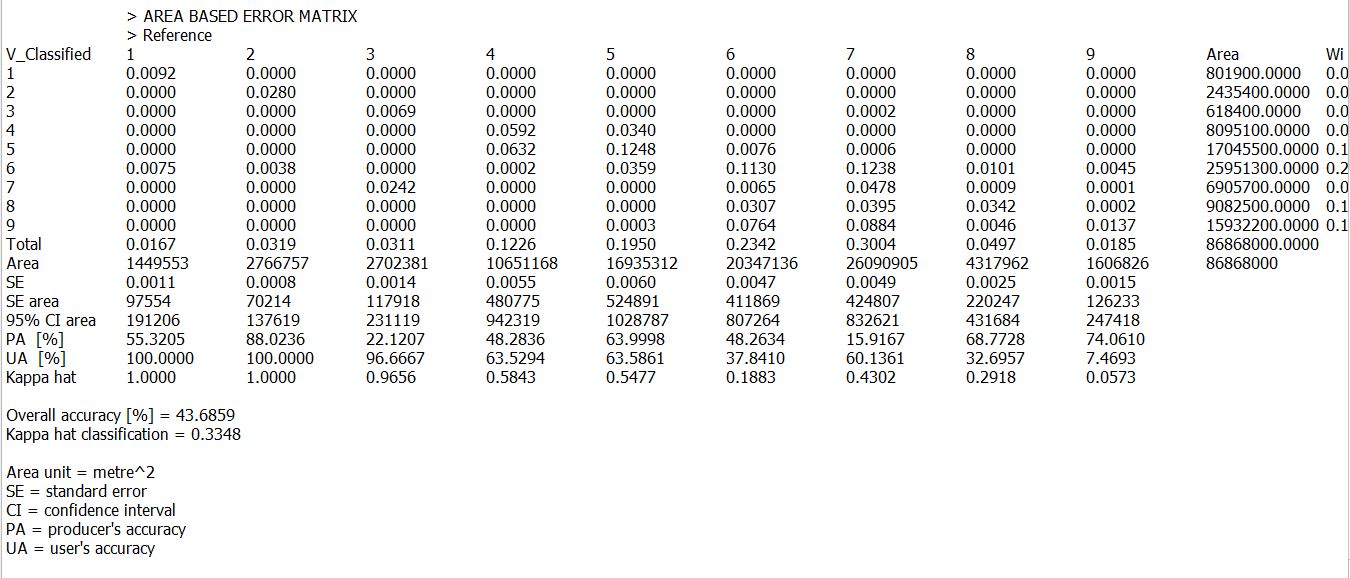 > AREA BASED ERROR MATRIX
> Reference
V_Classified 1 2 3 4 5 6 7 8 9 Area Wi
1 0.0092 0.0000 0.0000 0.0000 0.0000 0.0000 0.0000 0.0000 0.0000 801900.0000 0.0
2 0.0000 0.0280 0.0000 0.0000 0.0000 0.0000 0.0000 0.0000 0.0000 2435400.0000 0.0
3 0.0000 0.0000 0.0069 0.0000 0.0000 0.0000 0.0002 0.0000 0.0000 618400.0000 0.0
4 0.0000 0.0000 0.0000 0.0592 0.0340 0.0000 0.0000 0.0000 0.0000 8095100.0000 0.0
5 0.0000 0.0000 0.0000 0.0632 0.1248 0.0076 0.0006 0.0000 0.0000 17045500.0000 0.1
6 0.0075 0.0038 0.0000 0.0002 0.0359 0.1130 0.1238 0.0101 0.0045 25951300.0000 0.2
7 0.0000 0.0000 0.0242 0.0000 0.0000 0.0065 0.0478 0.0009 0.0001 6905700.0000 0.0
8 0.0000 0.0000 0.0000 0.0000 0.0000 0.0307 0.0395 0.0342 0.0002 9082500.0000 0.1
9 0.0000 0.0000 0.0000 0.0000 0.0003 0.0764 0.0884 0.0046 0.0137 15932200.0000 0.1
Total 0.0167 0.0319 0.0311 0.1226 0.1950 0.2342 0.3004 0.0497 0.0185 86868000.0000
Area 1449553 2766757 2702381 10651168 16935312 20347136 26090905 4317962 1606826 86868000
SE 0.0011 0.0008 0.0014 0.0055 0.0060 0.0047 0.0049 0.0025 0.0015
SE area 97554 70214 117918 480775 524891 411869 424807 220247 126233
95% CI area 191206 137619 231119 942319 1028787 807264 832621 431684 247418
PA [%] 55.3205 88.0236 22.1207 48.2836 63.9998 48.2634 15.9167 68.7728 74.0610
UA [%] 100.0000 100.0000 96.6667 63.5294 63.5861 37.8410 60.1361 32.6957 7.4693
Kappa hat 1.0000 1.0000 0.9656 0.5843 0.5477 0.1883 0.4302 0.2918 0.0573
Overall accuracy [%] = 43.6859
Kappa hat classification = 0.3348
Area unit = metre^2
SE = standard error
CI = confidence interval
PA = producer's accuracy
UA = user's accuracy